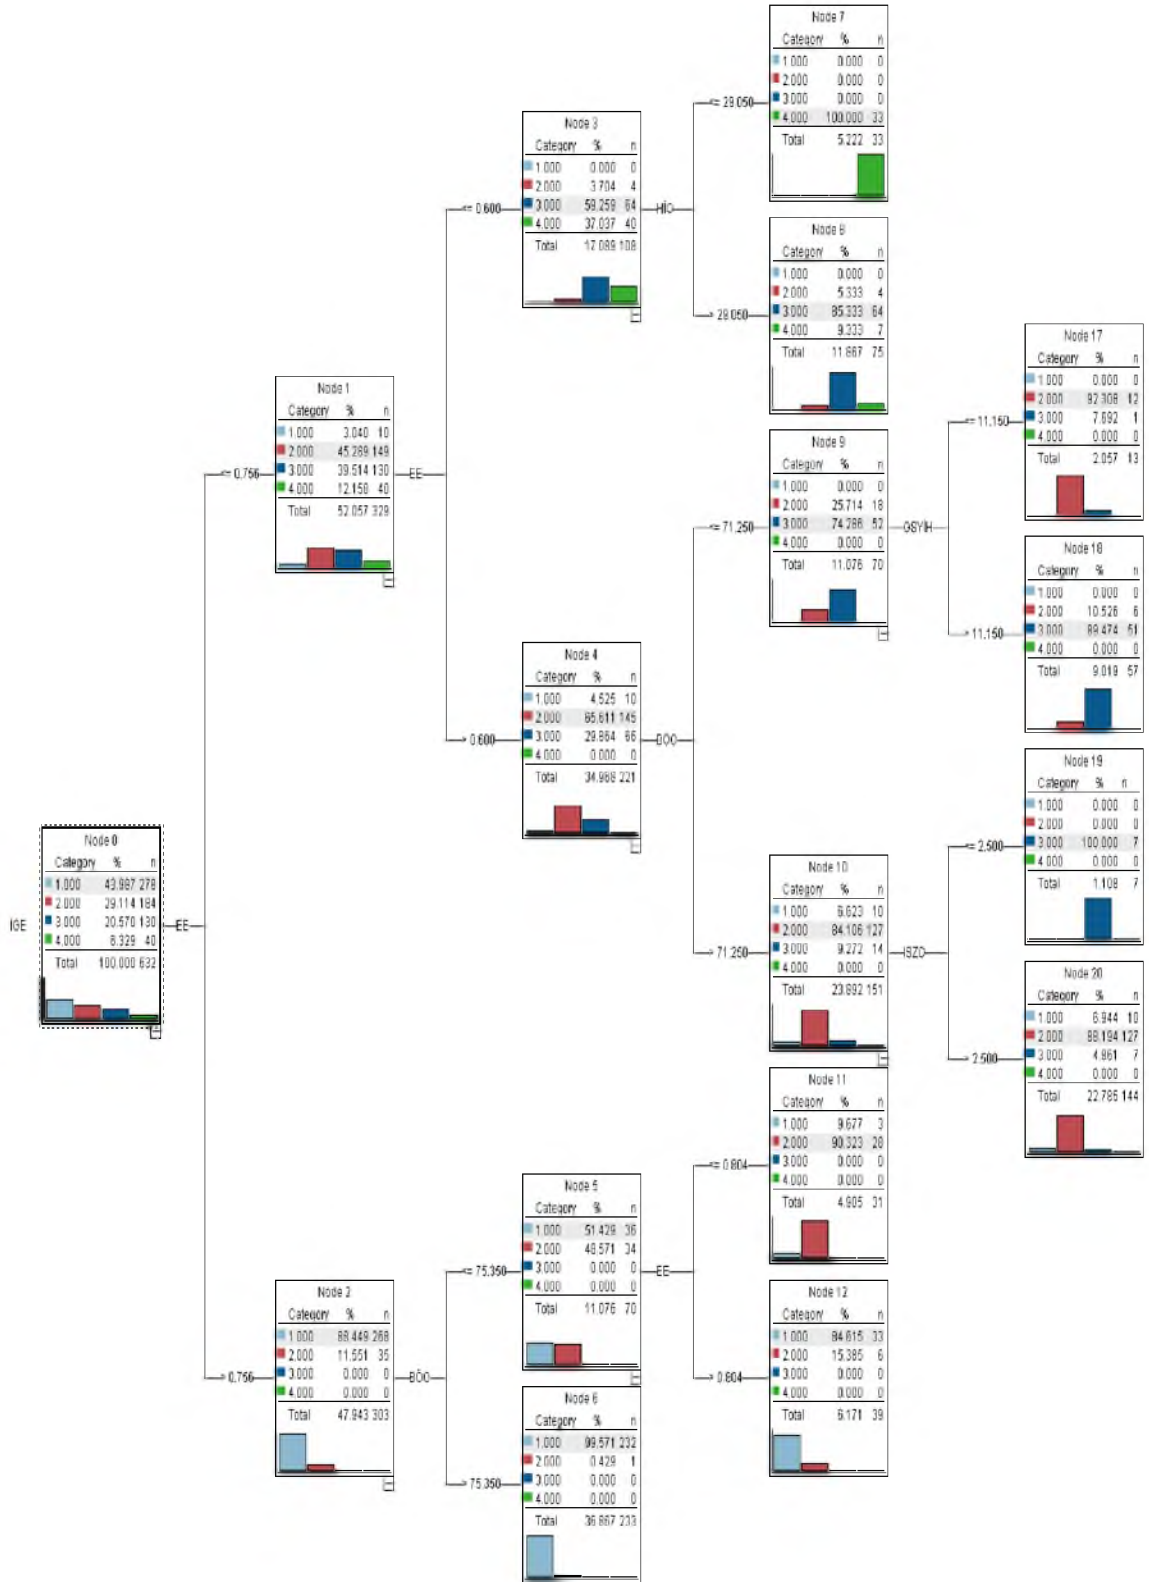 Node 7
Category % n
1.000 0.000 0
2.000 0.000 0
3.000 0.000 0
4.000 100.000 33
Total 5.222 33
<= 28.050
Node 3
Category % n
1.000 0.000 0
2.000 3.704 4
3.000 59.259 64
4.000 37.037 40
Total 17.089 108
<= 0.600
HİO
Node 8
Category % n
1.000 0.000 0
2.000 5.333 4
3.000 85.333 64
4.000 9.333 7
Total 11.867 75
> 28.050
Node 17
Category % n
1.000 0.000 0
2.000 92.308 12
3.000 7.692 1
4.000 0.000 0
Total 2.057 13
<= 11.150
Node 1
Category % n
1.000 3.040 10
2.000 45.289 149
3.000 39.514 130
4.000 12.158 40
Total 52.057 329
<= 0.756
EE
Node 9
Category % n
1.000 0.000 0
2.000 25.714 18
3.000 74.286 52
4.000 0.000 0
Total 11.076 70
<= 71.250
GSYİH
Node 18
Category % n
1.000 0.000 0
2.000 10.526 6
3.000 89.474 51
4.000 0.000 0
Total 9.019 57
> 11.150
Node 4
Category % n
1.000 4.525 10
2.000 65.611 145
3.000 29.864 66
4.000 0.000 0
Total 34.968 221
> 0.600
Node 19
Category % n
1.000 0.000 0
2.000 0.000 0
3.000 100.000 7
4.000 0.000 0
Total 1.108 7
<= 2.500
Node 0
Category % n
1.000 43.987 278
2.000 29.114 184
3.000 20.570 130
4.000 6.329 40
Total 100.000 632
İGE
EE
Node 10
Category % n
1.000 6.623 10
2.000 84.106 127
3.000 9.272 14
4.000 0.000 0
Total 23.892 151
> 71.250
Node 20
Category % n
1.000 6.944 10
2.000 88.194 127
3.000 4.861 7
4.000 0.000 0
Total 22.785 144
> 2.500
Node 11
Category % n
1.000 9.677 3
2.000 90.323 28
3.000 0.000 0
4.000 0.000 0
Total 4.905 31
<= 0.804
Node 5
Category % n
1.000 51.429 36
2.000 48.571 34
3.000 0.000 0
4.000 0.000 0
Total 11.076 70
<= 75.350
EE
Node 2
Category % n
1.000 88.449 268
2.000 11.551 35
3.000 0.000 0
4.000 0.000 0
Total 47.943 303
> 0.756
Node 12
Category % n
1.000 84.615 33
2.000 15.385 6
3.000 0.000 0
4.000 0.000 0
Total 6.171 39
> 0.804
Node 6
Category % n
1.000 99.571 232
2.000 0.429 1
3.000 0.000 0
4.000 0.000 0
Total 36.867 233
> 75.350